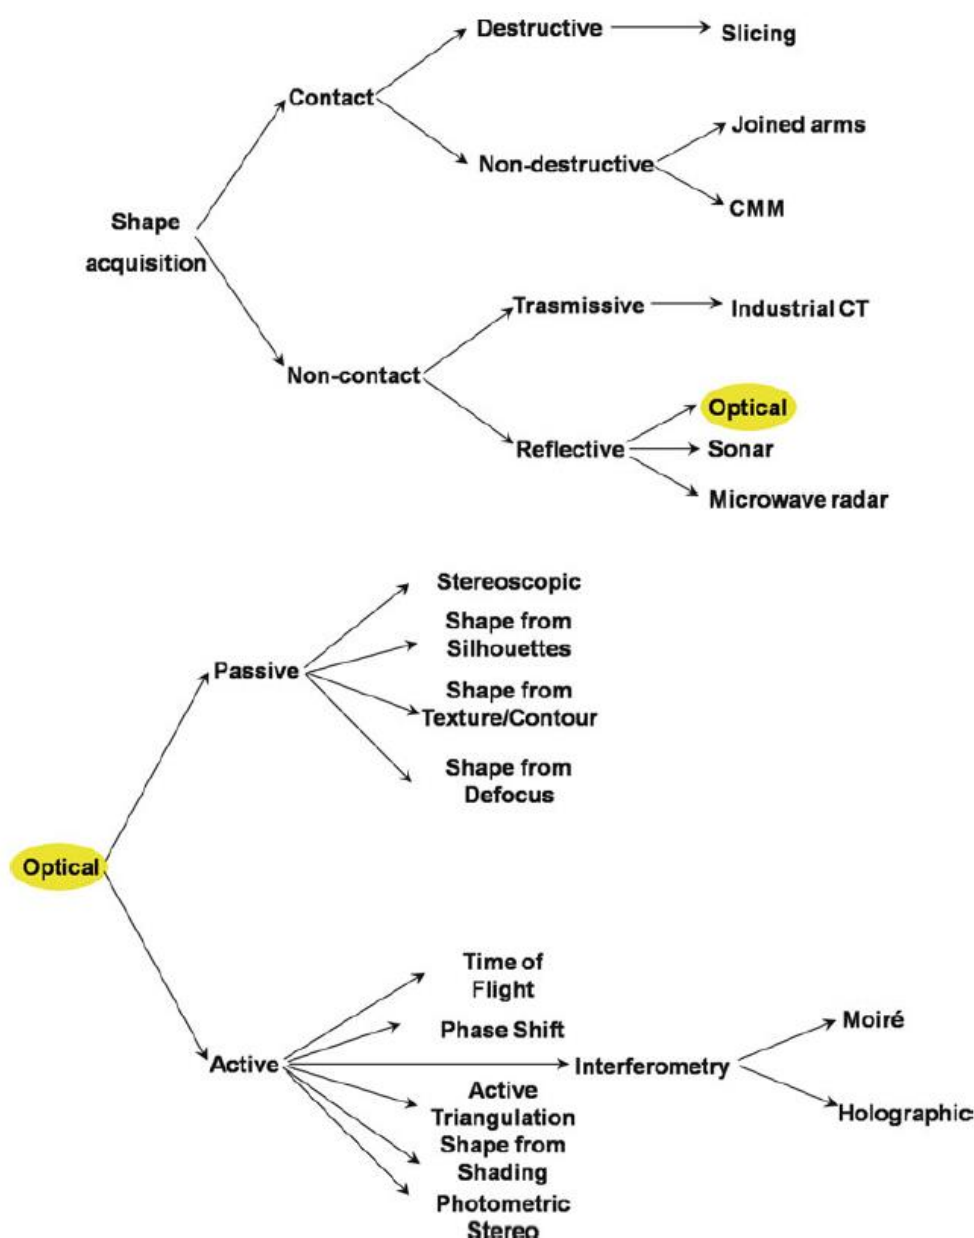 Destructive
Slicing
Contact
Joined arms
Non-destructive
CMM
Shape
acquisition
Trasmissive
Industrial CT
Non-contact
Optical
Reflective
Sonar
Microwave radar
Stereoscopic
Shape from
Silhouettes
Passive
Shape from
Texture/Contour
Shape from
Defocus
Optical
Time of
Flight
Phase Shift
Moiré
Active
Interferometry
Active
Triangulation
Holographic
Shape from
Shading
Photometric
Stereo